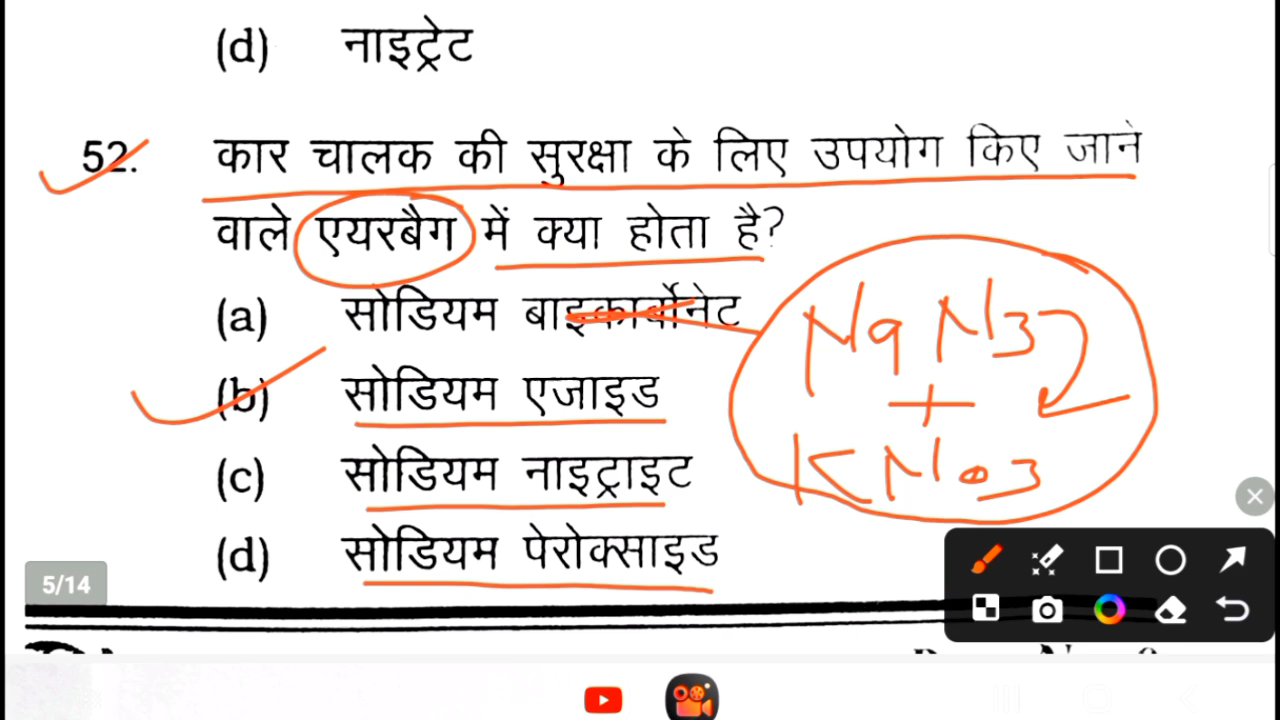 (d) नाइट्रेट
52. कार चालक की सुरक्षा के लिए उपयोग किए जाने
वाले एयरबैग में क्या होता है?
(a) सोडियम बाइकार्बोनेट
(b) सोडियम एजाइड
(c) सोडियम नाइट्राइट
(d) सोडियम पेरोक्साइड
NaN3
+
KNO3
5/14